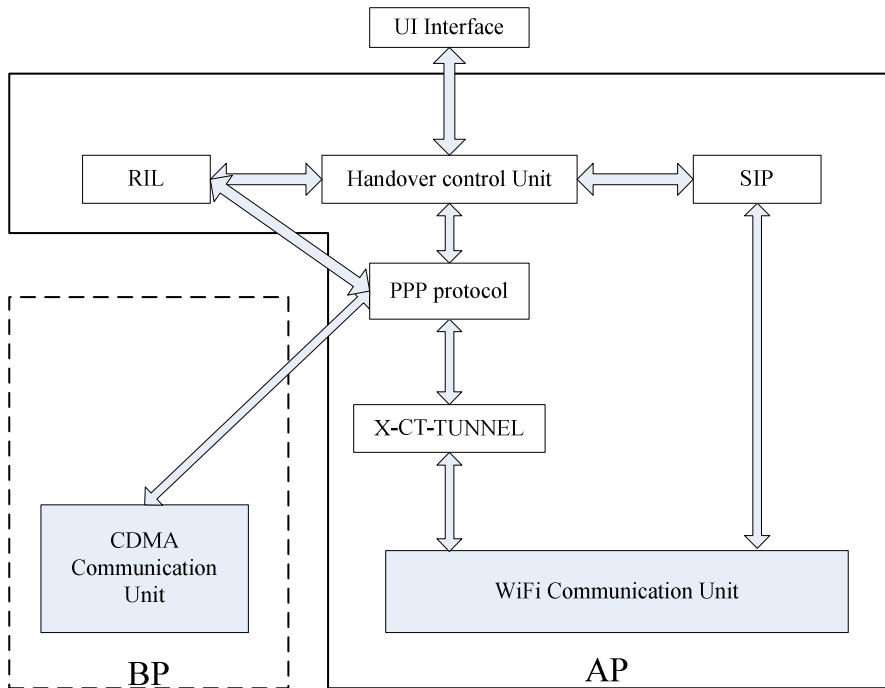 UI Interface
RIL
Handover control Unit
SIP
PPP protocol
X-CT-TUNNEL
CDMA
Communication
Unit
WiFi Communication Unit
BP
AP